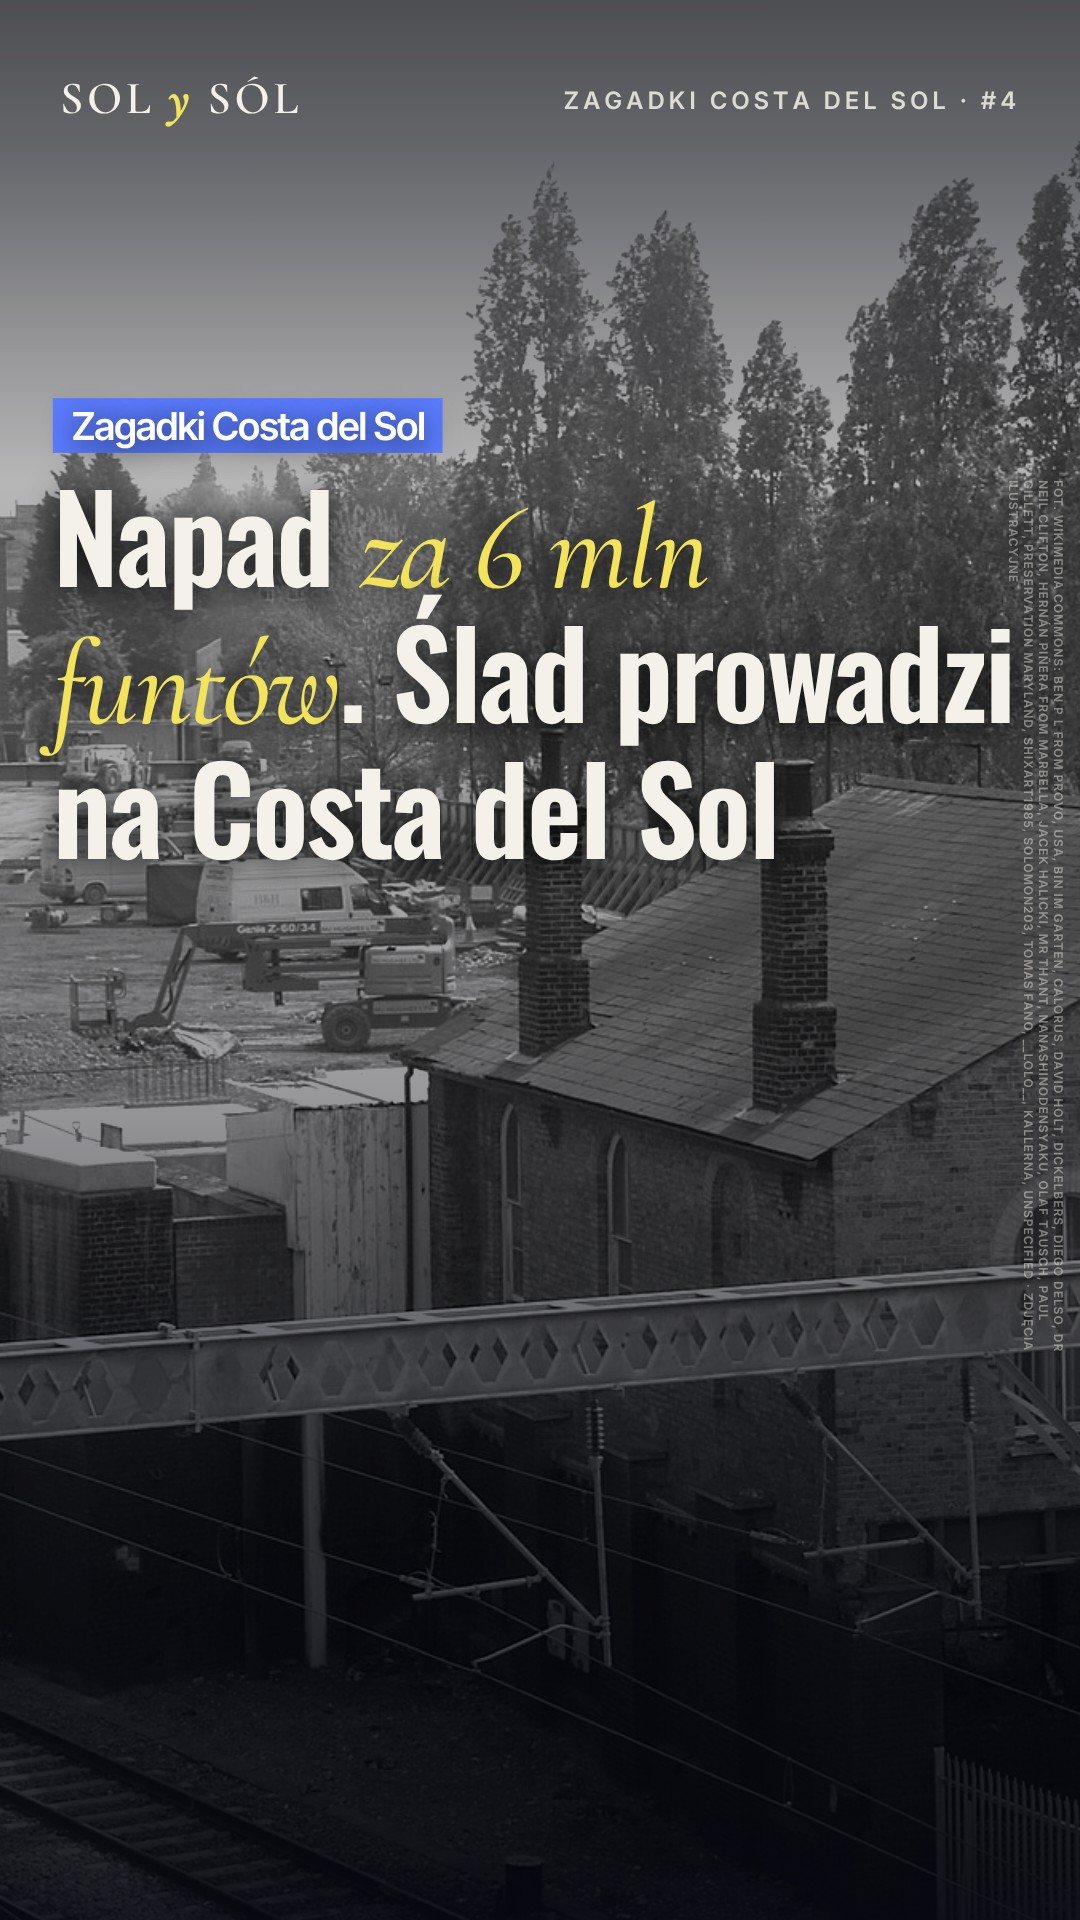 SOL y SÓL
ZAGADKI COSTA DEL SOL · #4
Zagadki Costa del Sol
Napad za 6 mln
funtów. Ślad prowadzi
na Costa del Sol
Genie Z-60/34
FOT. WIKIMEDIA COMMONS: BEN P L FROM PROVO, USA, BIN IM GARTEN, CALORUS, DAVID HOLT, DICKELBERS, DIEGO DELSO, DR
NEIL CLIFTON, HERNÁN PIÑERA FROM MARBELLA, JACEK HALICKI, MR THANT, NANASHINODENSYAKU, OLAF TAUSCH, PAUL
GILLETT, PRESERVATION MARYLAND, SHIXART1985, SOLOMON203, TOMAS FANO, __LOLO__, KALLERNA, UNSPECIFIED · ZDJĘCIA
ILUSTRACYJNE